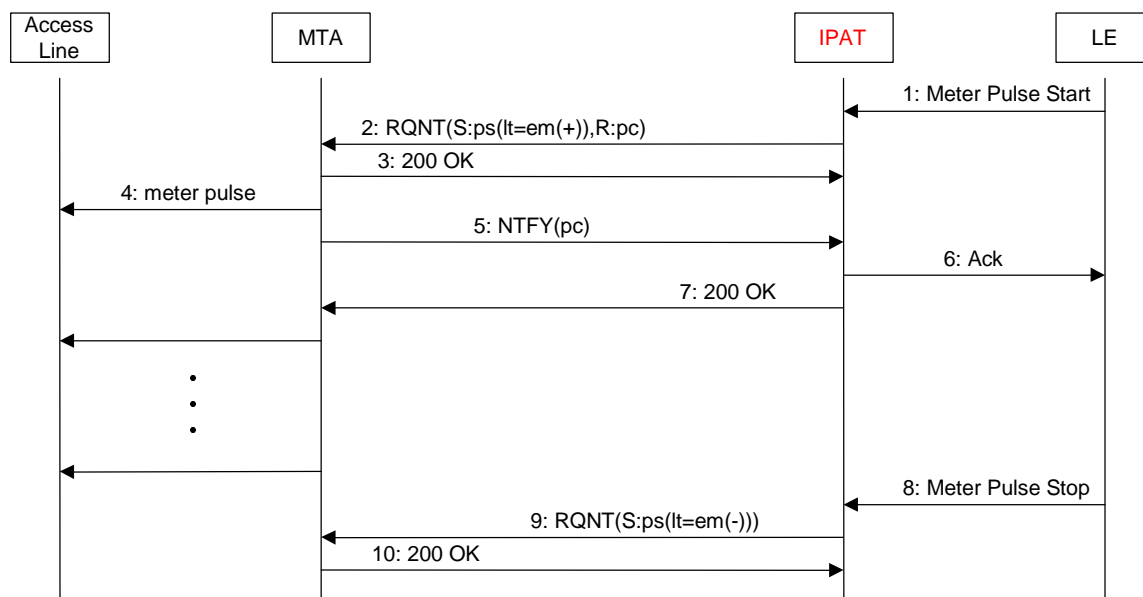 Access
Line
MTA
IPAT
LE
1: Meter Pulse Start
2: RQNT(S:ps(lt=em(+)),R:pc)
3: 200 OK
4: meter pulse
5: NTFY(pc)
6: Ack
7: 200 OK
8: Meter Pulse Stop
9: RQNT(S:ps(lt=em(-)))
10: 200 OK